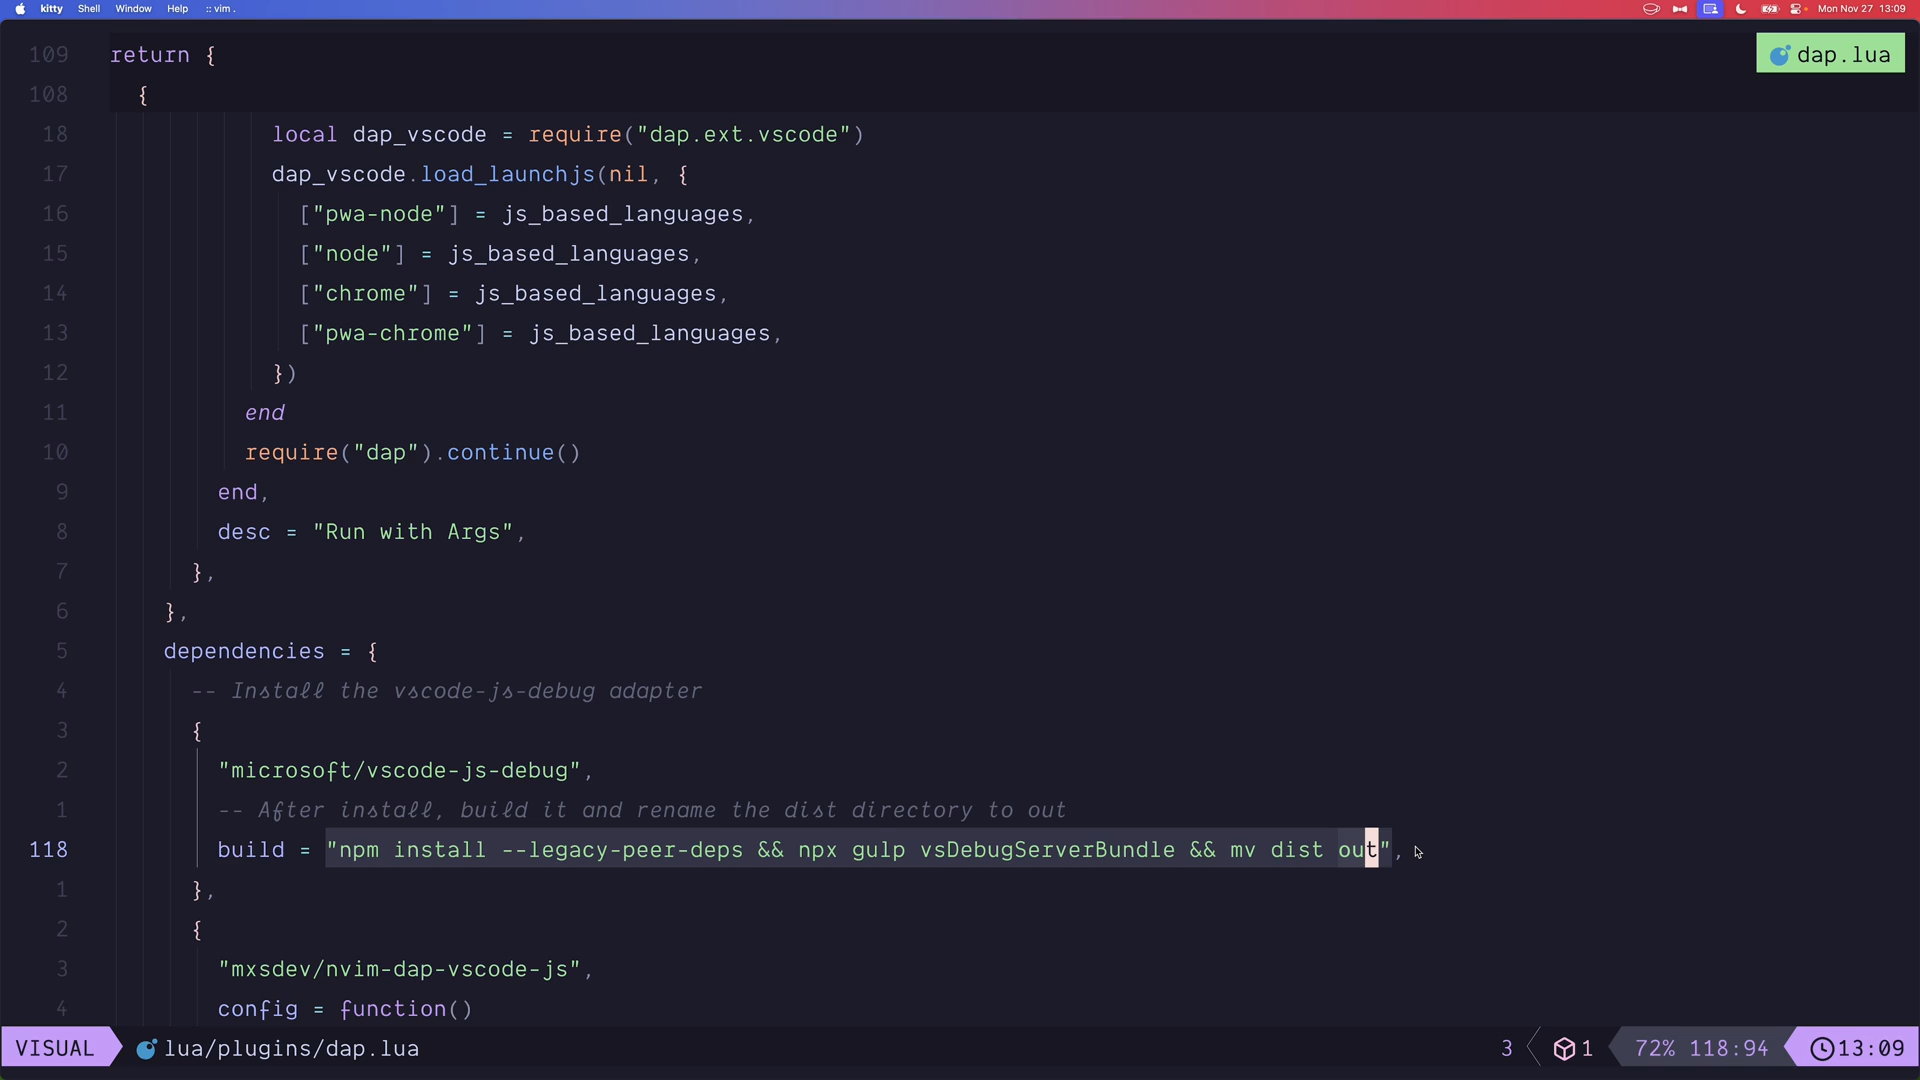 kitty Shell Window Help :: vim . Mon Nov 27 13:09
109 return {
dap.lua
108 {
18 local dap_vscode = require("dap.ext.vscode")
17 dap_vscode.load_launchjs(nil, {
16 ["pwa-node"] = js_based_languages,
15 ["node"] = js_based_languages,
14 ["chrome"] = js_based_languages,
13 ["pwa-chrome"] = js_based_languages,
12 })
11 end
10 require("dap").continue()
9 end,
8 desc = "Run with Args",
7 },
6 },
5 dependencies = {
4 -- Install the vscode-js-debug adapter
3 {
2 "microsoft/vscode-js-debug",
1 -- After install, build it and rename the dist directory to out
118 build = "npm install --legacy-peer-deps && npx gulp vsDebugServerBundle && mv dist out",
1 },
2 {
3 "mxsdev/nvim-dap-vscode-js",
4 config = function()
VISUAL lua/plugins/dap.lua 3 1 72% 118:94 13:09